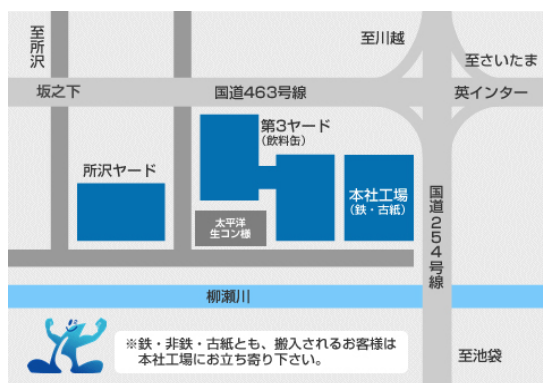 至所沢
至川越
至さいたま
坂之下
国道463号線
英インター
第3ヤード
(飲料缶)
所沢ヤード
本社工場
(鉄・古紙)
太平洋
生コン様
国道254号線
柳瀬川
※鉄・非鉄・古紙とも、搬入されるお客様は
本社工場にお立ち寄り下さい。
至池袋